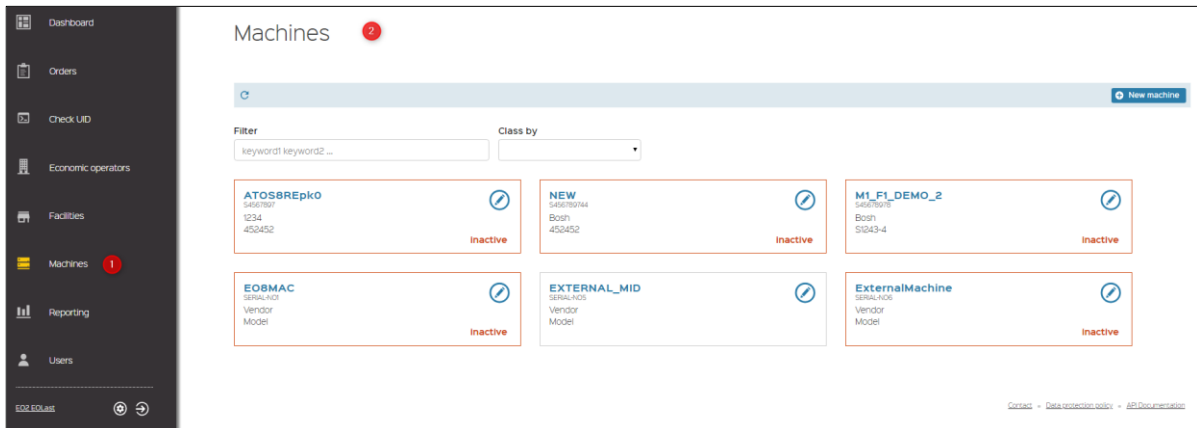 Dashboard
Orders
Check UID
Economic operators
Facilities
Machines 1
Reporting
Users
EO2 EOLast
Machines 2
New machine
Filter
Class by
keyword1 keyword2 ...
ATOS8REpk0
S4567897
1234
452452
Inactive
NEW
S456789744
Bosh
452452
Inactive
M1_F1_DEMO_2
S45678978
Bosh
S1243-4
Inactive
EO8MAC
SERIAL-NO1
Vendor
Model
Inactive
EXTERNAL_MID
SERIAL-NO5
Vendor
Model
ExternalMachine
SERIAL-NO6
Vendor
Model
Inactive
Contact - Data protection policy - API Documentation